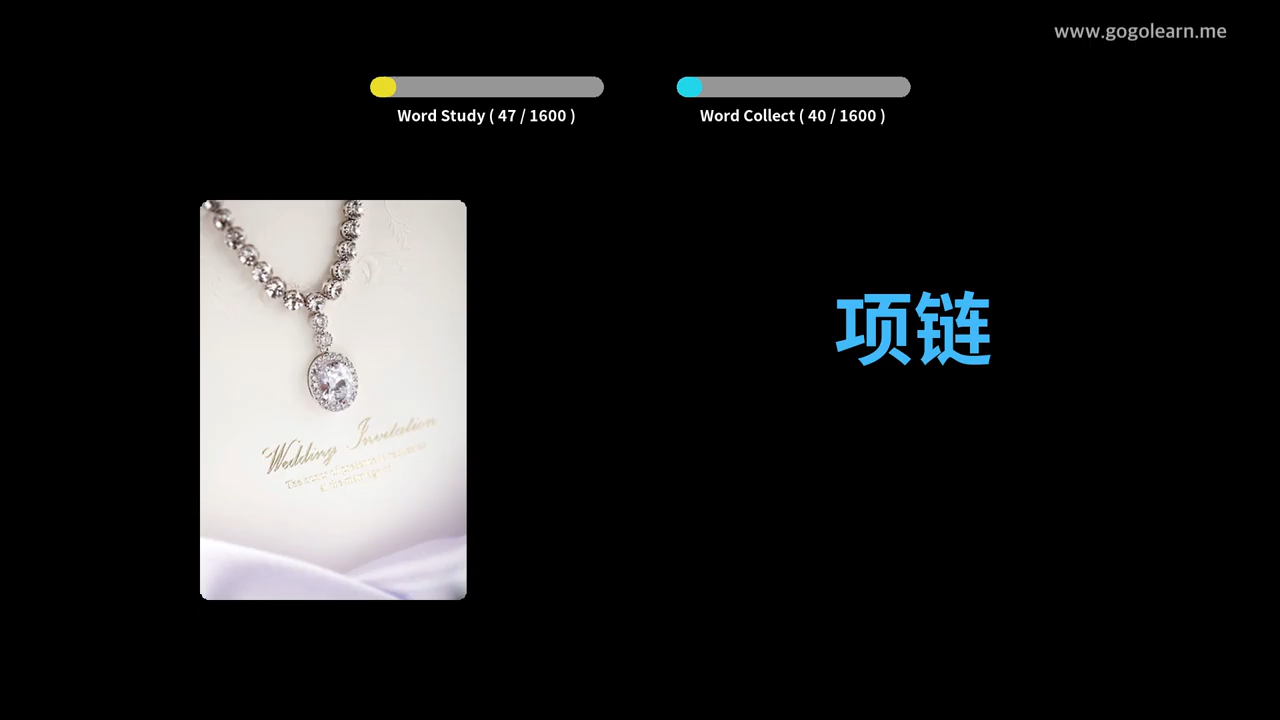 www.gogolearn.me
Word Study ( 47 / 1600 )
Word Collect ( 40 / 1600 )
项链
Wedding Invitation